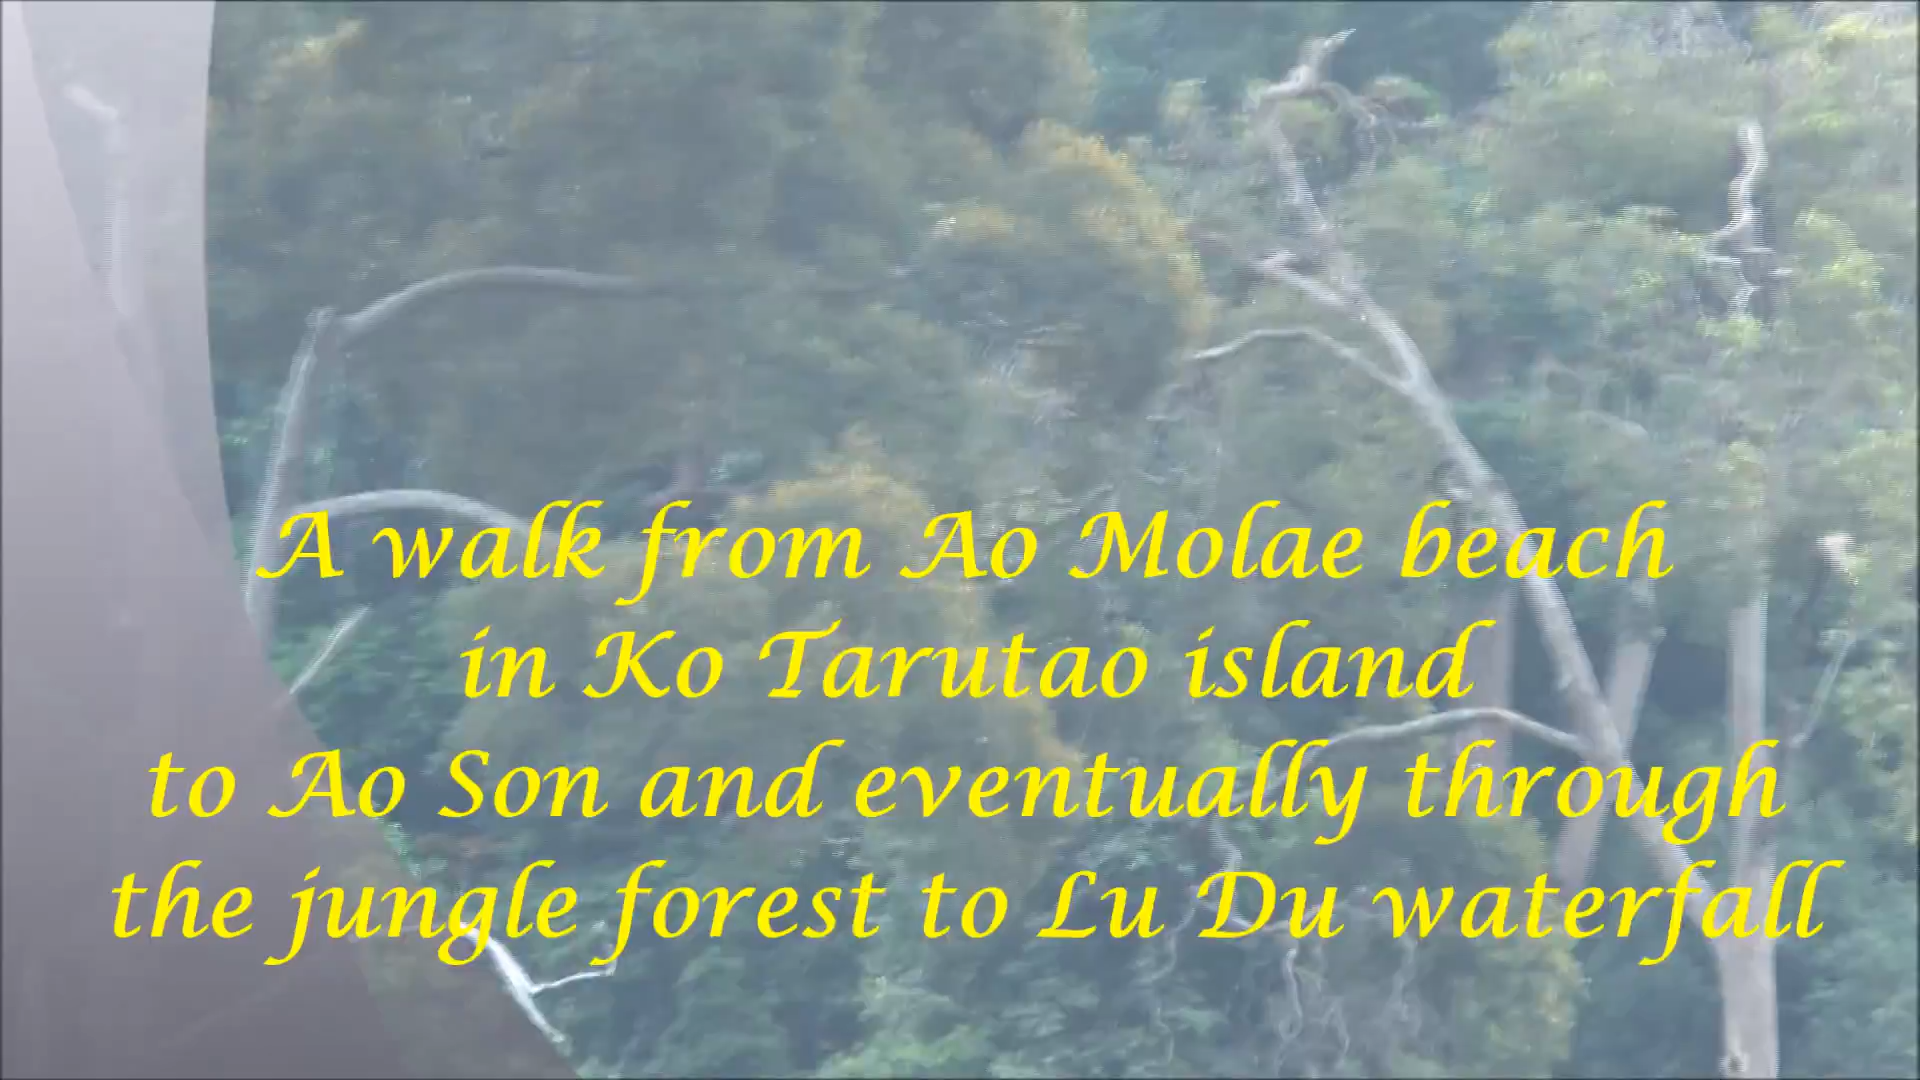 A walk from Ao Molae beach
in Ko Tarutao island
to Ao Son and eventually through
the jungle forest to Lu Du waterfall